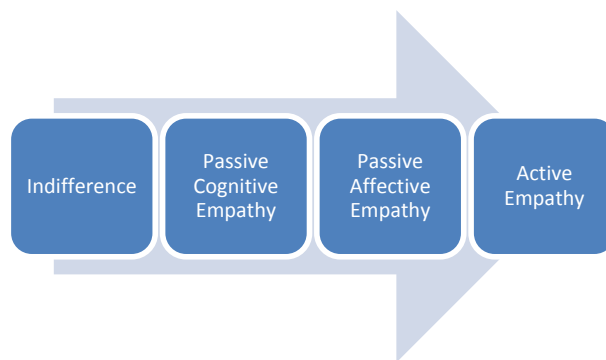 Indifference
Passive
Cognitive
Empathy
Passive
Affective
Empathy
Active
Empathy